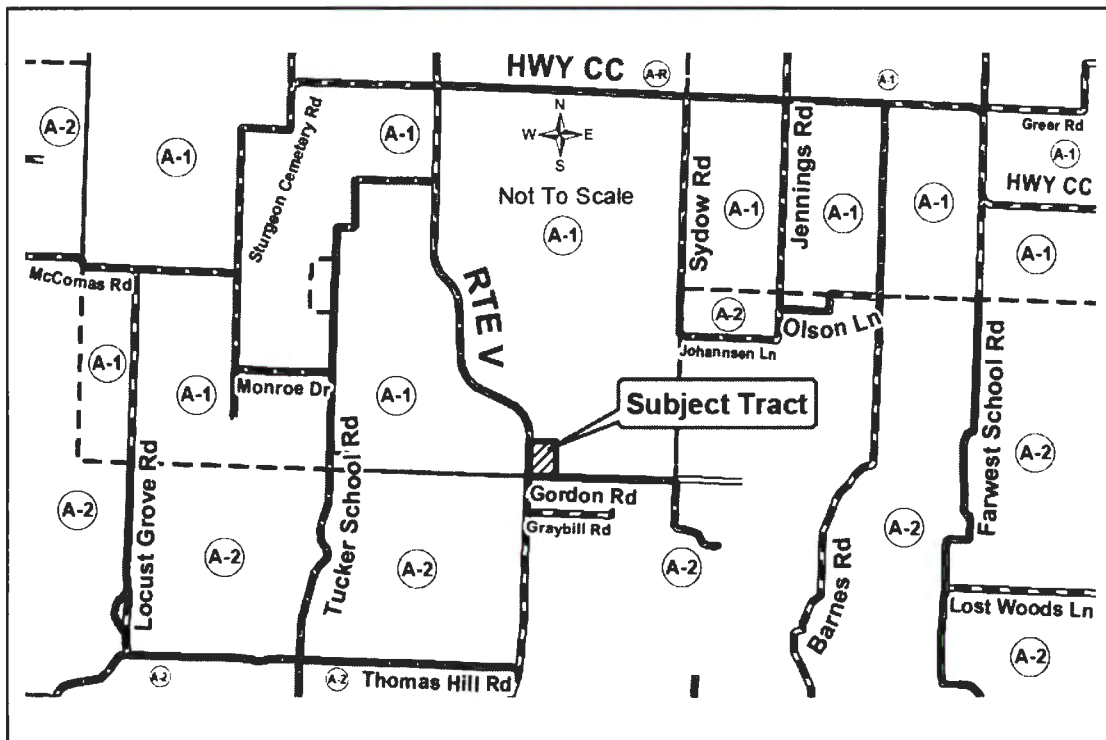 HWY CC
A-R
A-1
A-2
Sturgeon Cemetery Rd
A-1
N
W E
S
Greer Rd
A-1
A-1
HWY CC
Not To Scale
A-1
Sydow Rd
A-1
Jennings Rd
A-1
A-1
A-1
McComas Rd
RTE V
A-2
Olson Ln
Johannsen Ln
A-1
A-1
Monroe Dr
A-1
Subject Tract
Locust Grove Rd
Tucker School Rd
Farwest School Rd
A-2
A-2
Gordon Rd
Graybill Rd
A-2
A-2
A-2
A-2
Barnes Rd
Lost Woods Ln
A-2
A-2
A-2
Thomas Hill Rd